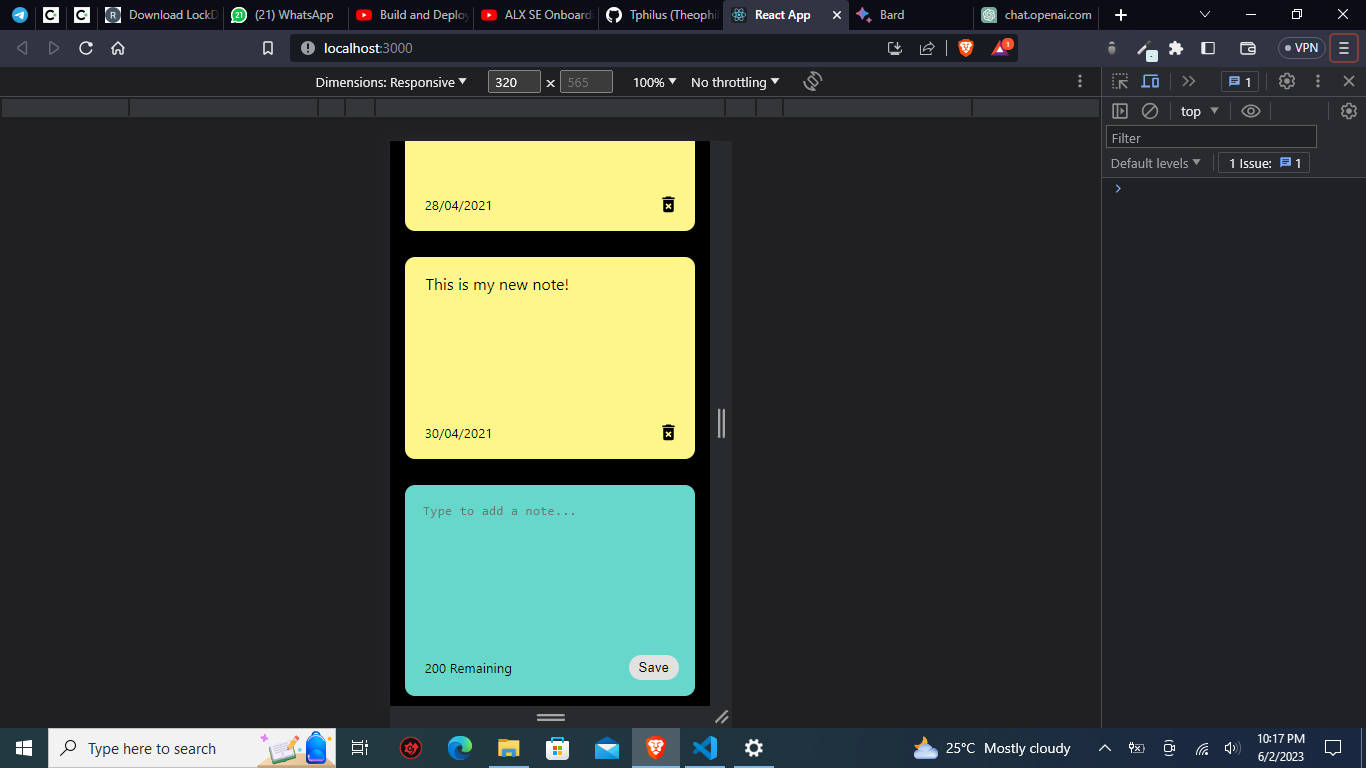 Download LockD
(21) WhatsApp
Build and Deploy
ALX SE Onboard
Tphilus (Theophil
React App
Bard
chat.openai.com
localhost:3000
1
VPN
Dimensions: Responsive
320 × 565
100%
No throttling
1
top
Filter
Default levels
1 Issue: 1
28/04/2021
This is my new note!
30/04/2021
Type to add a note...
200 Remaining
Save
Type here to search
25°C Mostly cloudy
10:17 PM
6/2/2023